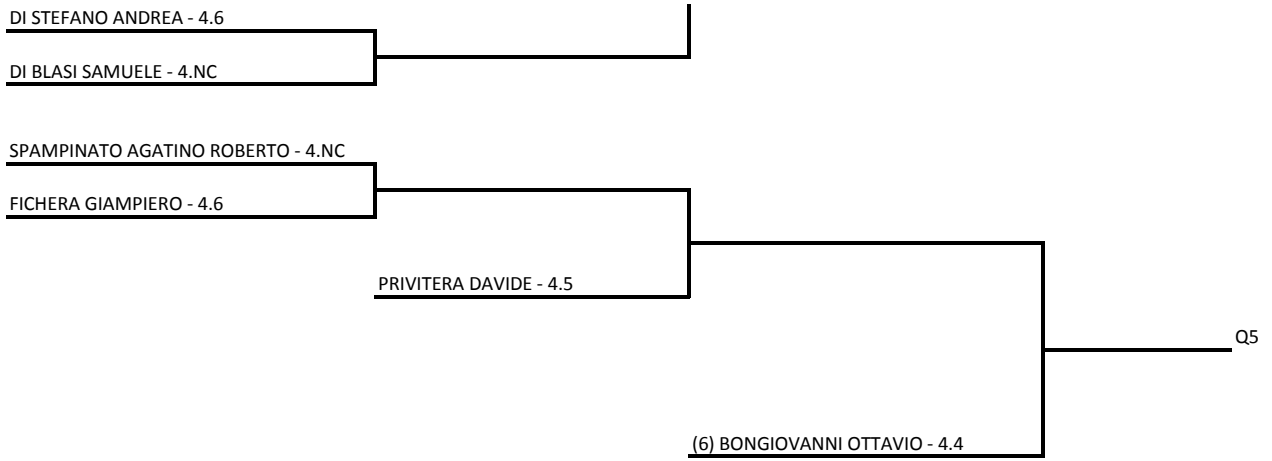 DI STEFANO ANDREA - 4.6
DI BLASI SAMUELE - 4.NC
SPAMPINATO AGATINO ROBERTO - 4.NC
FICHERA GIAMPIERO - 4.6
PRIVITERA DAVIDE - 4.5
Q5
(6) BONGIOVANNI OTTAVIO - 4.4